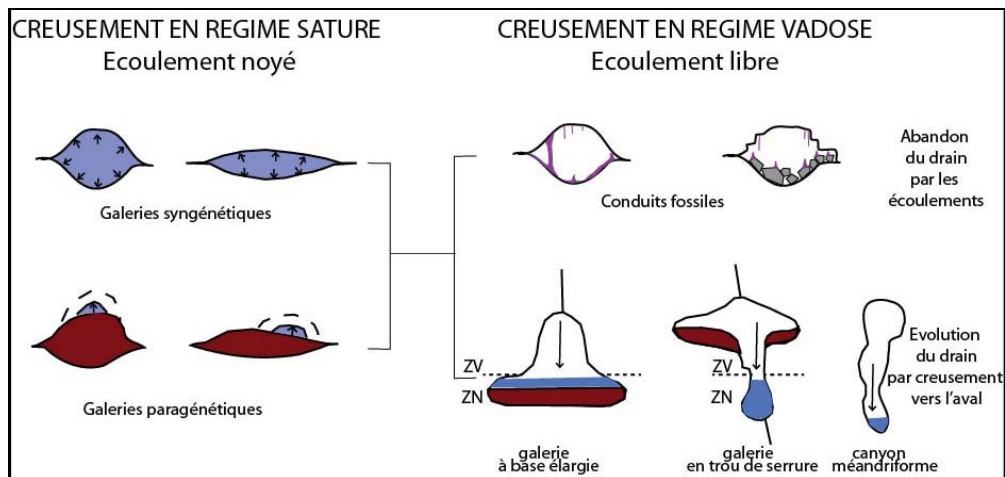 CREUSEMENT EN REGIME SATURE
Ecoulement noyé
CREUSEMENT EN REGIME VADOSE
Ecoulement libre
Galeries syngénétiques
Conduits fossiles
Abandon
du drain
par les
écoulements
Galeries paragénétiques
ZV
ZN
ZV
ZN
Evolution
du drain
par creusement
vers l'aval
galerie
à base élargie
galerie
en trou de serrure
canyon
méandriforme